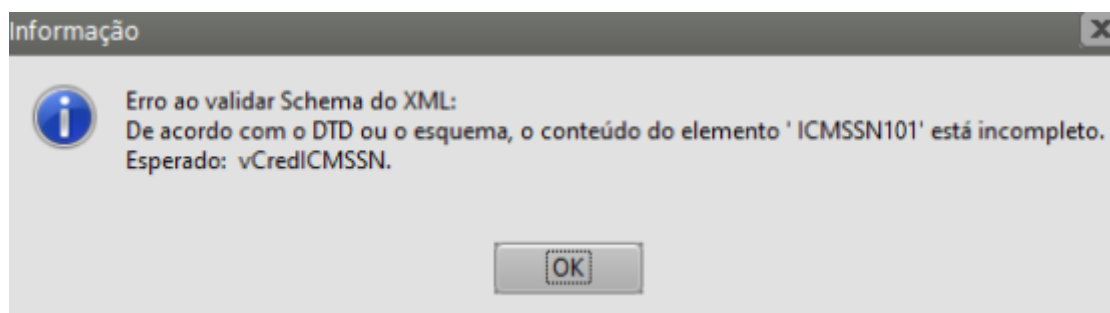 Informação
Erro ao validar Schema do XML:
De acordo com o DTD ou o esquema, o conteúdo do elemento ' ICMSSN101' está incompleto.
Esperado:  vCredICMSSN.
OK